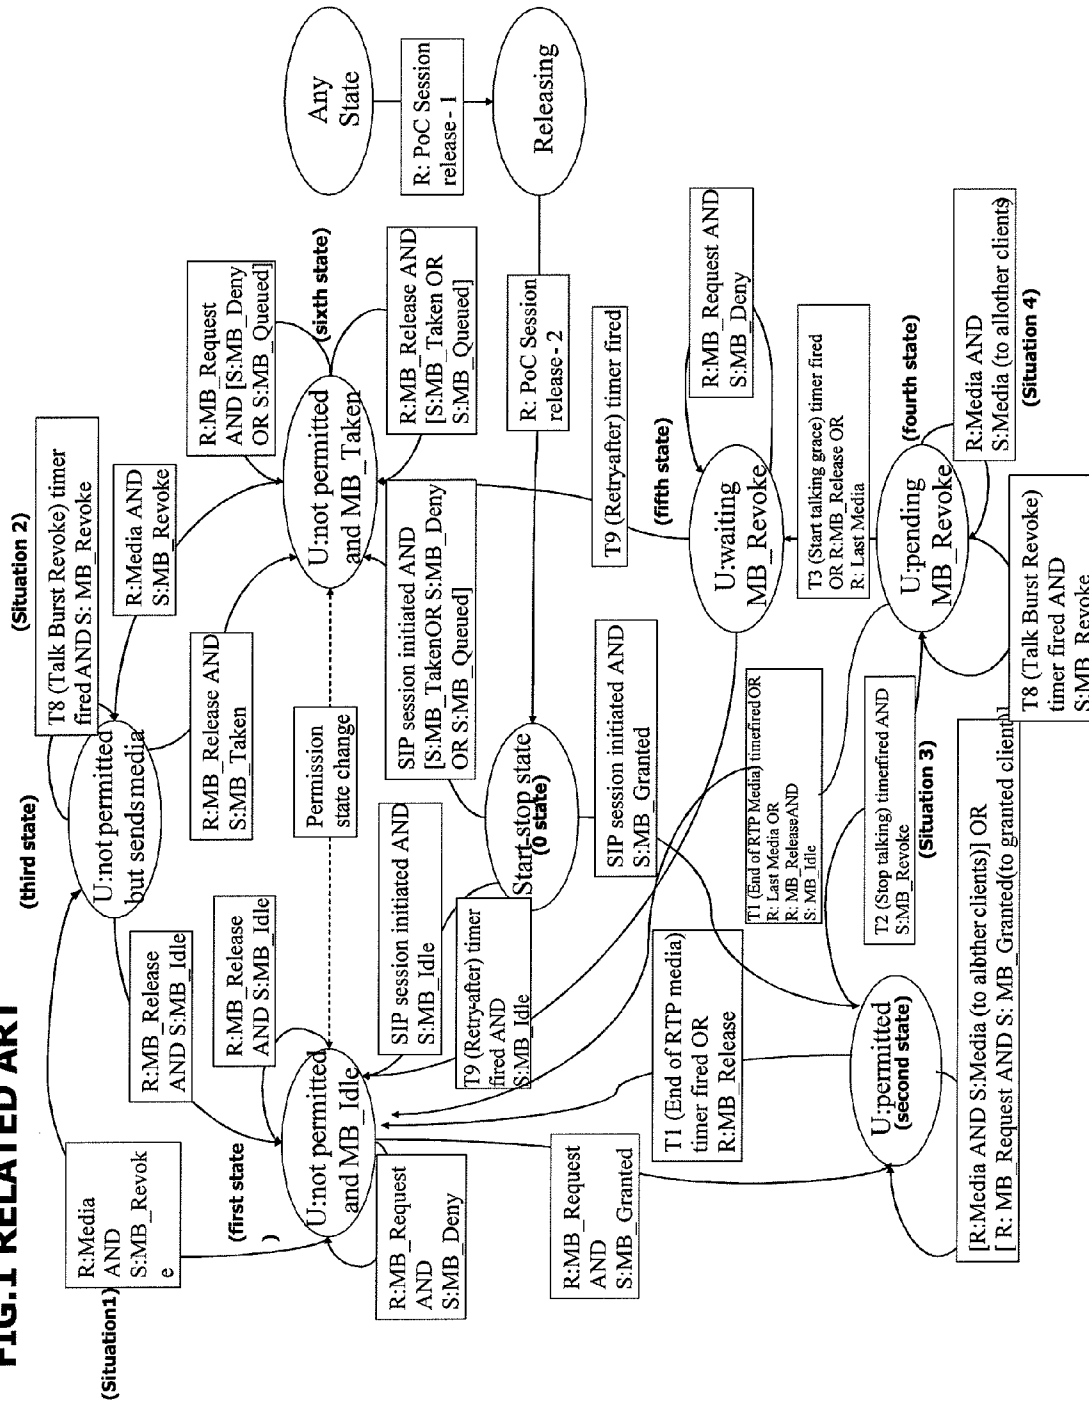 FIG.1 RELATED ART
(Situation1)
R:Media
AND
S:MB_Revok
e
(third state)
U:not permitted
but sends media
(Situation 2)
T8 (Talk Burst Revoke) timer
fired AND S: MB_Revoke
R:Media AND
S:MB_Revoke
R:MB_Release
AND S:MB_Idle
R:MB_Release AND
S:MB_Taken
R:MB_Request
AND [S:MB_Deny
OR S:MB_Queued]
(sixth state)
Any
State
R: PoC Session
release - 1
Releasing
(first state
)
R:MB_Release
AND S:MB_Idle
U:not permitted
and MB_Idle
Permission
state change
U:not permitted
and MB_Taken
R:MB_Release AND
[S:MB_Taken OR
S:MB_Queued]
R:MB_Request
AND
S:MB_Deny
SIP session initiated AND
S:MB_Idle
SIP session initiated AND
[S:MB_TakenOR S:MB_Deny
OR S:MB_Queued]
T9 (Retry-after) timer
fired AND
S:MB_Idle
Start-stop state
(0 state)
R: PoC Session
release - 2
R:MB_Request
AND
S:MB_Granted
SIP session initiated AND
S:MB_Granted
T9 (Retry-after) timer fired
T1 (End of RTP media)
timer fired OR
R:MB_Release
(fifth state)
U:waiting
MB_Revoke
R:MB_Request AND
S:MB_Deny
T1 (End of RTP Media) timerfired OR
R: Last Media OR
R: MB_Release AND
S: MB_Idle
T3 (Start talking grace) timer fired
OR R:MB_Release OR
R: Last Media
U:permitted
(second state)
T2 (Stop talking) timerfired AND
S:MB_Revoke
(Situation 3)
U:pending
MB_Revoke
(fourth state)
R:Media AND
S:Media (to allother clients)
(Situation 4)
[R:Media AND S:Media (to allother clients)] OR
[ R: MB_Request AND S: MB_Granted(to granted client)]
T8 (Talk Burst Revoke)
timer fired AND
S:MB_Revoke